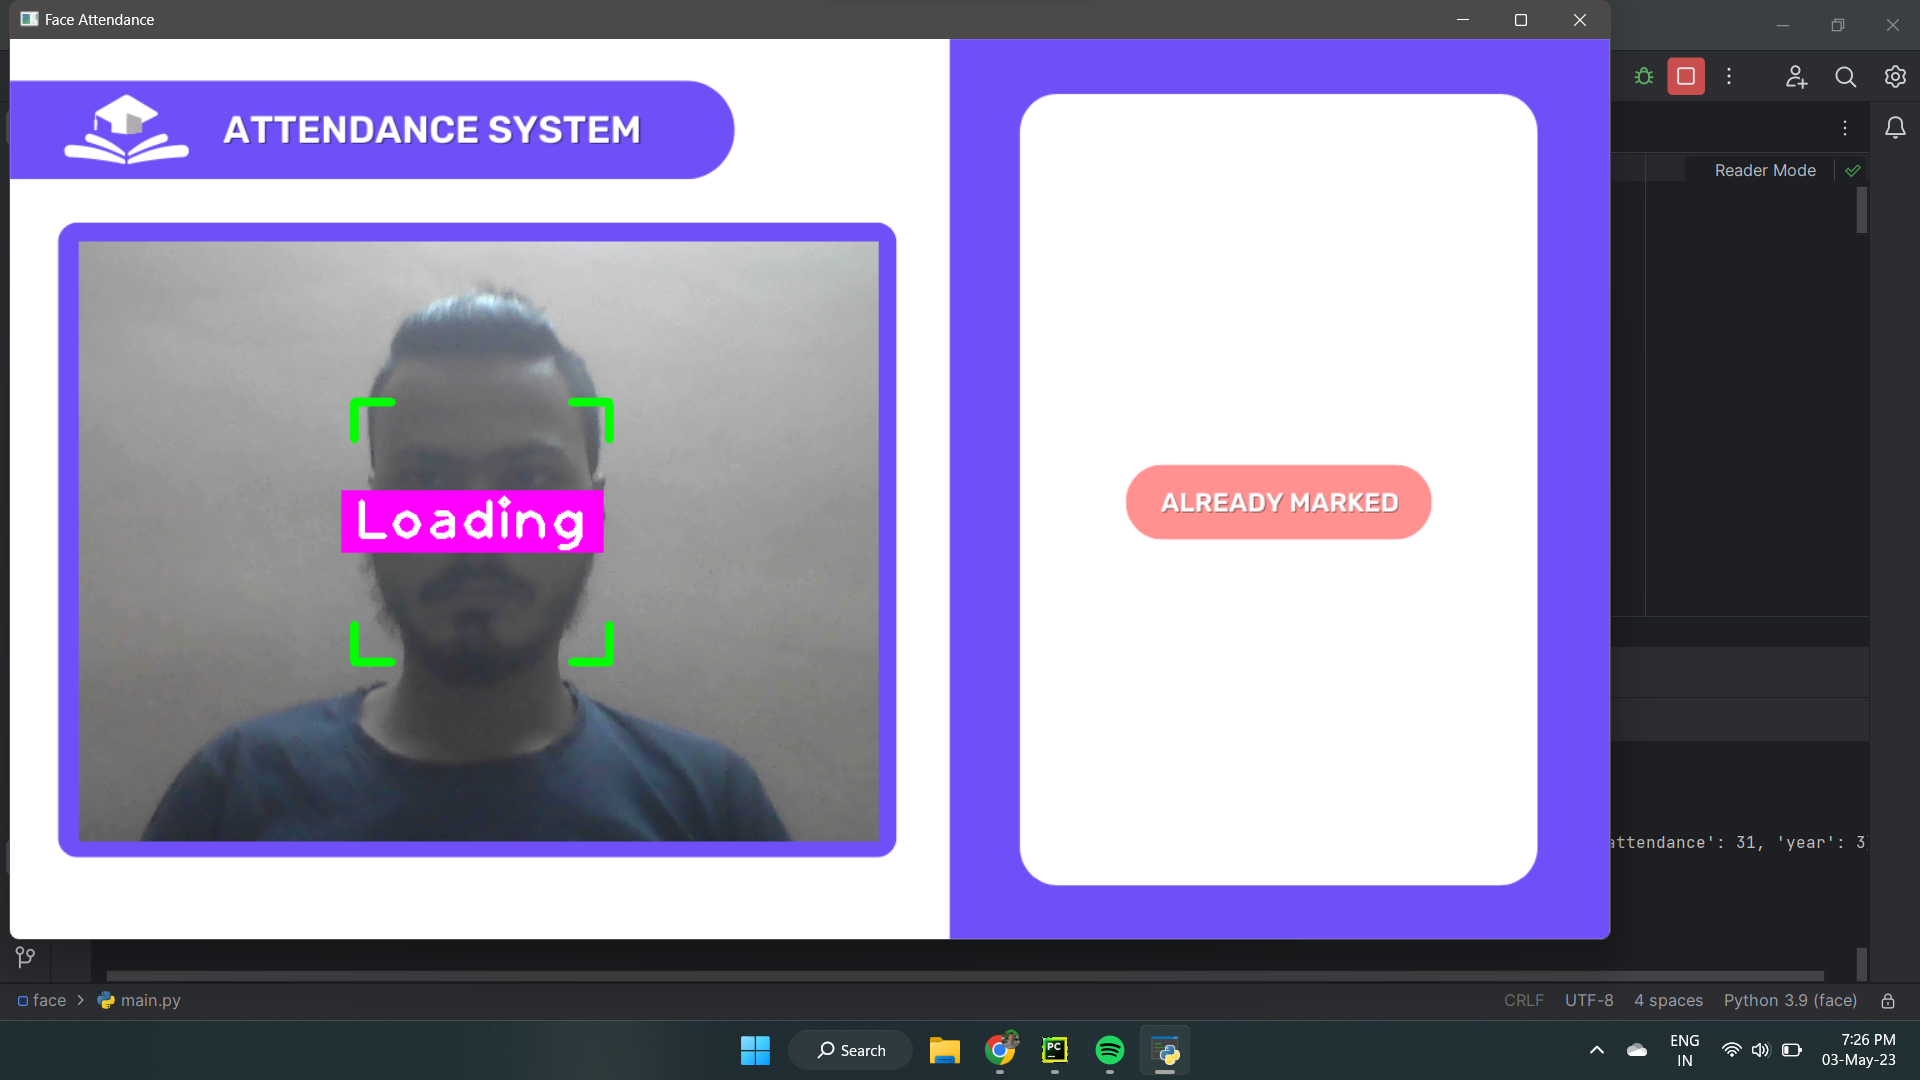 Face Attendance
ATTENDANCE SYSTEM
Loading
ALREADY MARKED
Reader Mode
attendance': 31, 'year': 3
face > main.py
CRLF UTF-8 4 spaces Python 3.9 (face)
Search
PC
ENG
IN
7:26 PM
03-May-23